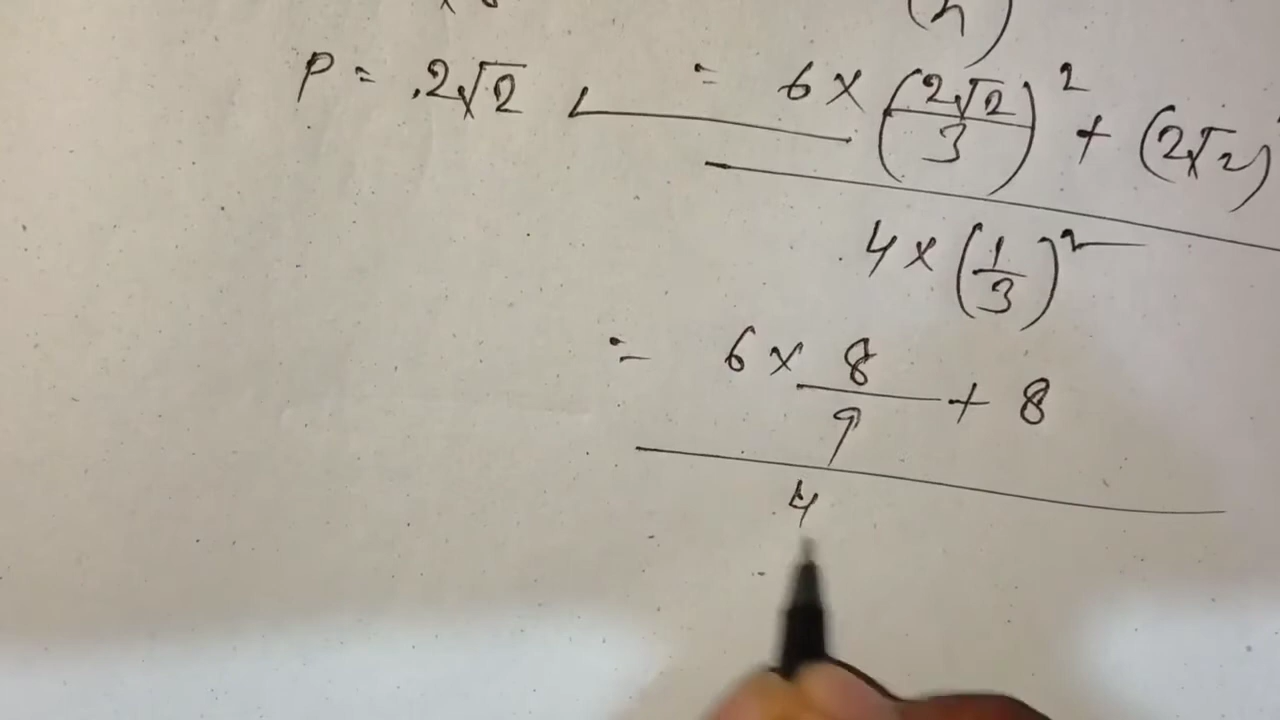 P = 2√2 = 6 × (2√2/3)² + (2√2)
4 × (1/3)²
= 6 × 8/9 + 8
4